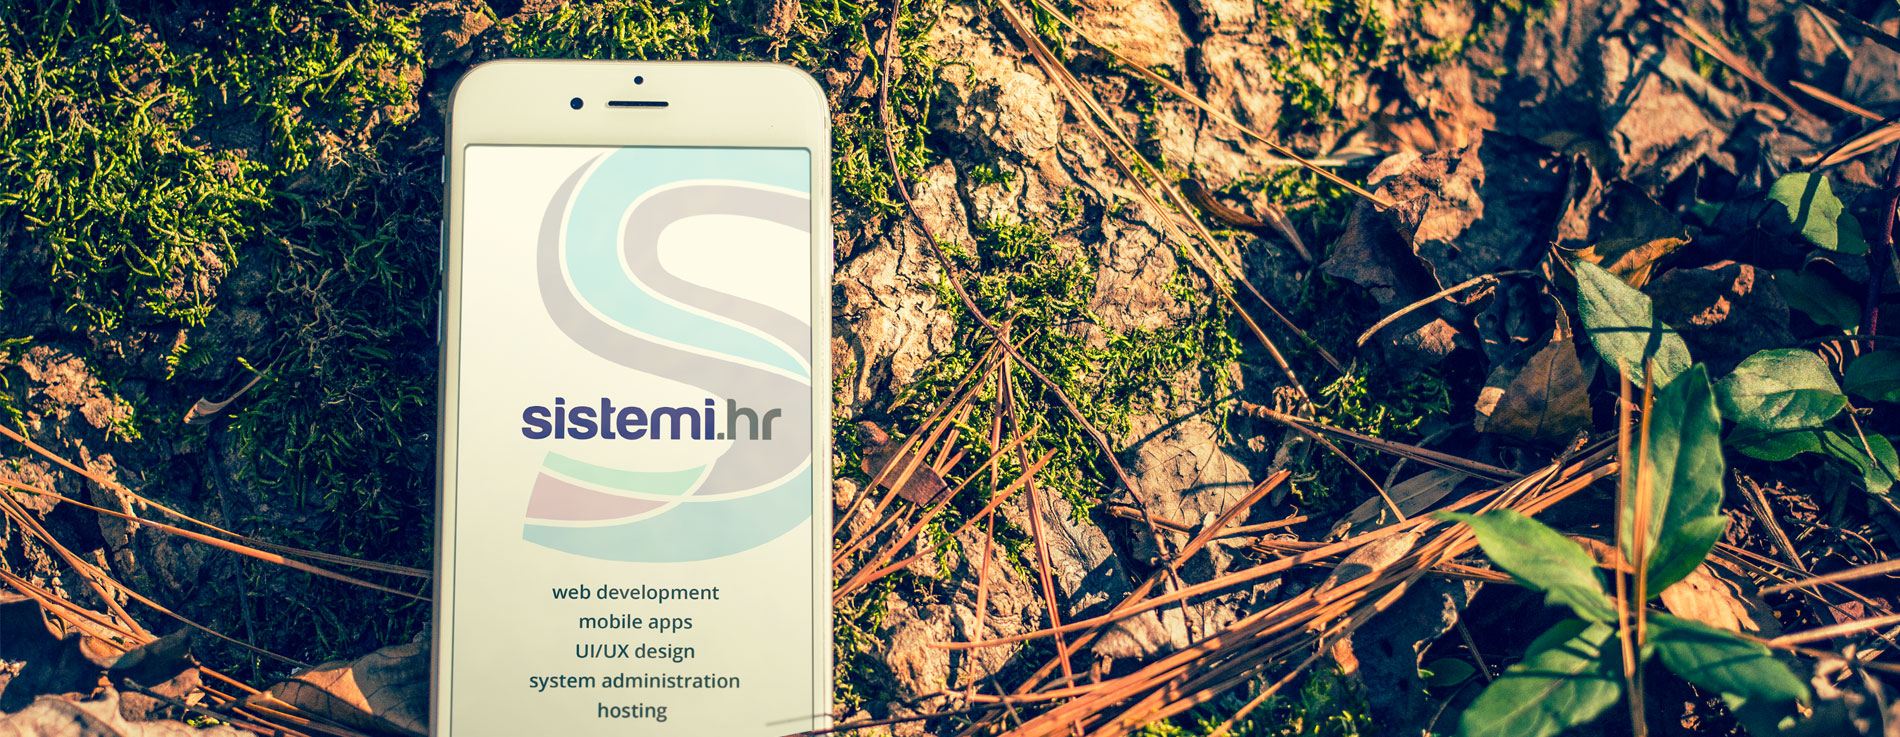 sistemi.hr
web development
mobile apps
UI/UX design
system administration
hosting